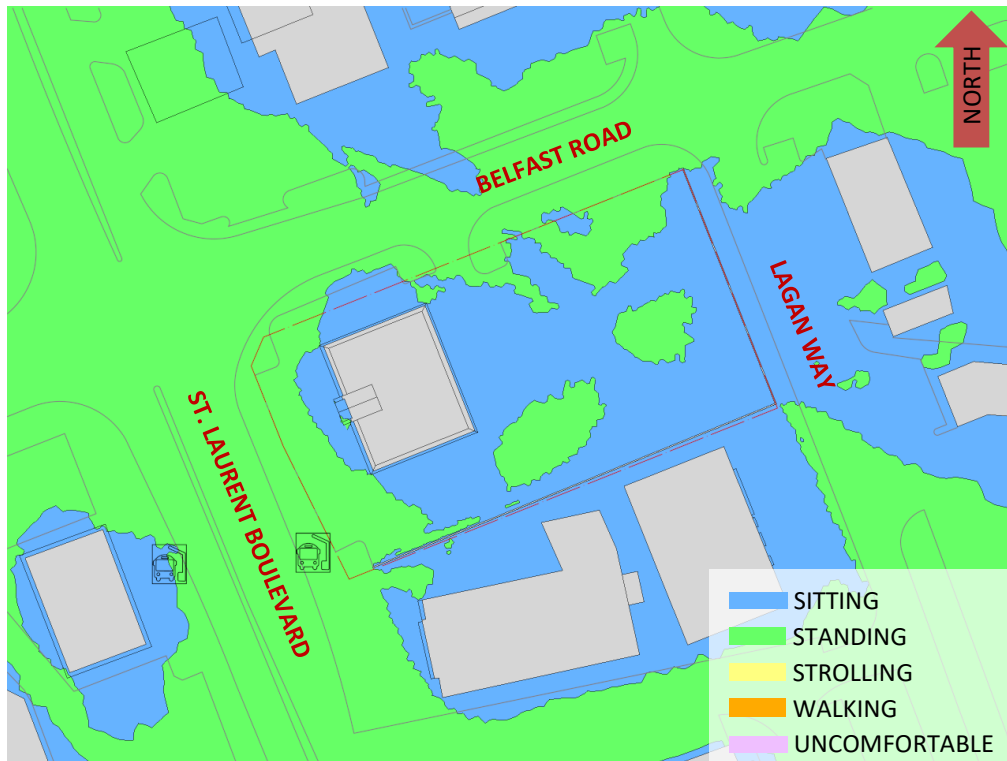 NORTH
BELFAST ROAD
LAGAN WAY
ST. LAURENT BOULEVARD
SITTING
STANDING
STROLLING
WALKING
UNCOMFORTABLE